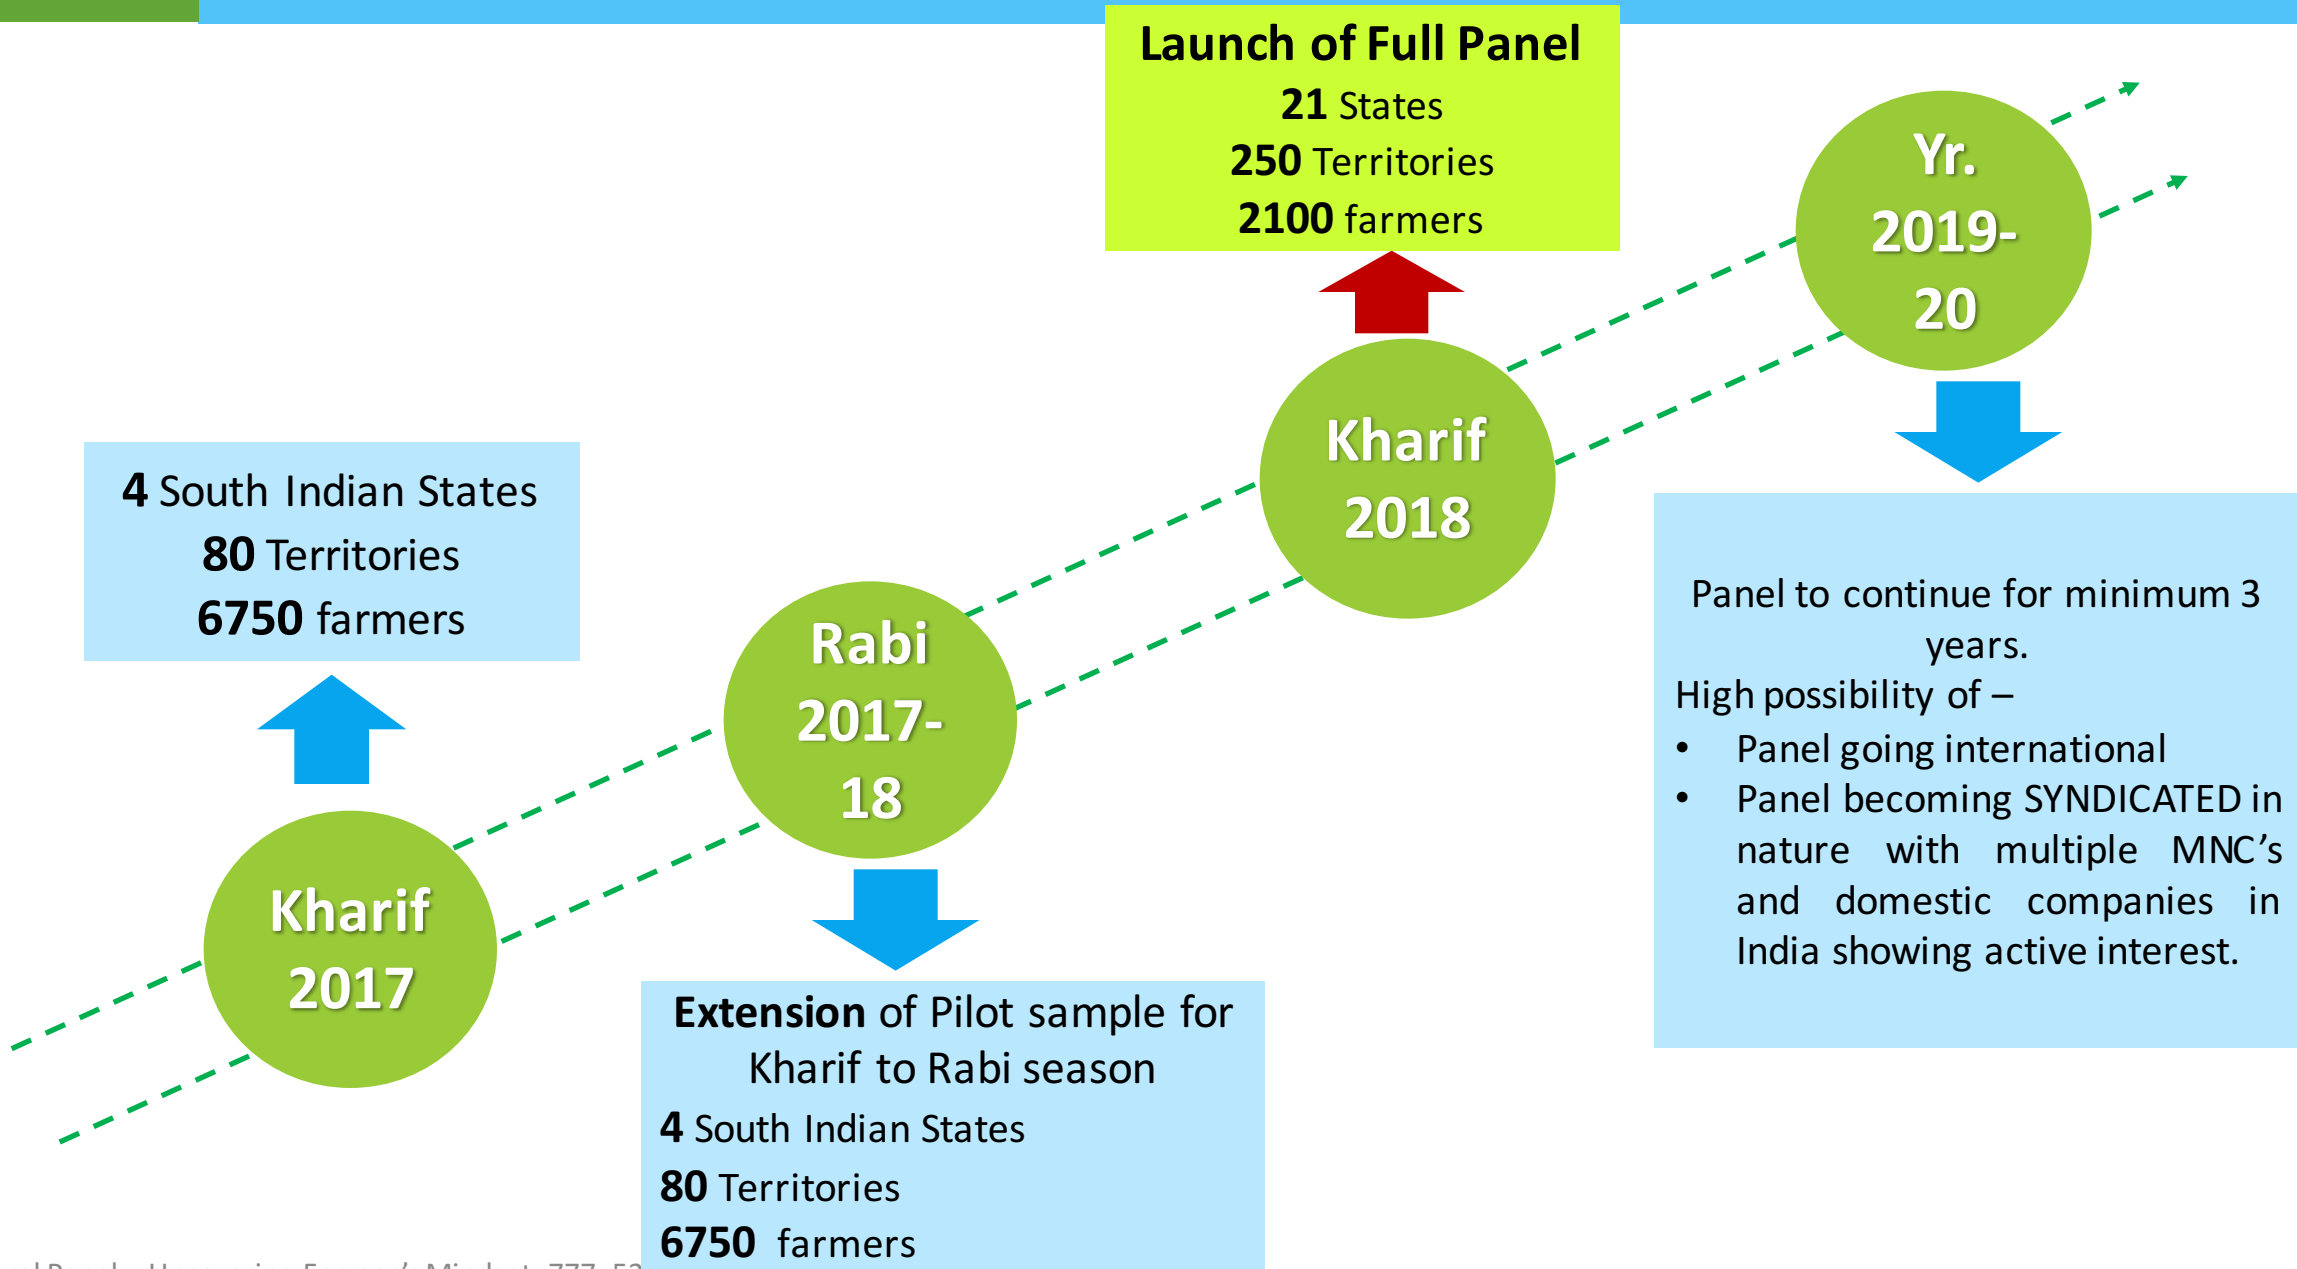 Launch of Full Panel
21 States
250 Territories
2100 farmers
Yr.
2019-
20
Kharif
2018
4 South Indian States
80 Territories
6750 farmers
Rabi
2017-
18
Panel to continue for minimum 3
years.
High possibility of –
• Panel going international
• Panel becoming SYNDICATED in
nature with multiple MNC's
and domestic companies in
India showing active interest.
Kharif
2017
Extension of Pilot sample for
Kharif to Rabi season
4 South Indian States
80 Territories
6750 farmers